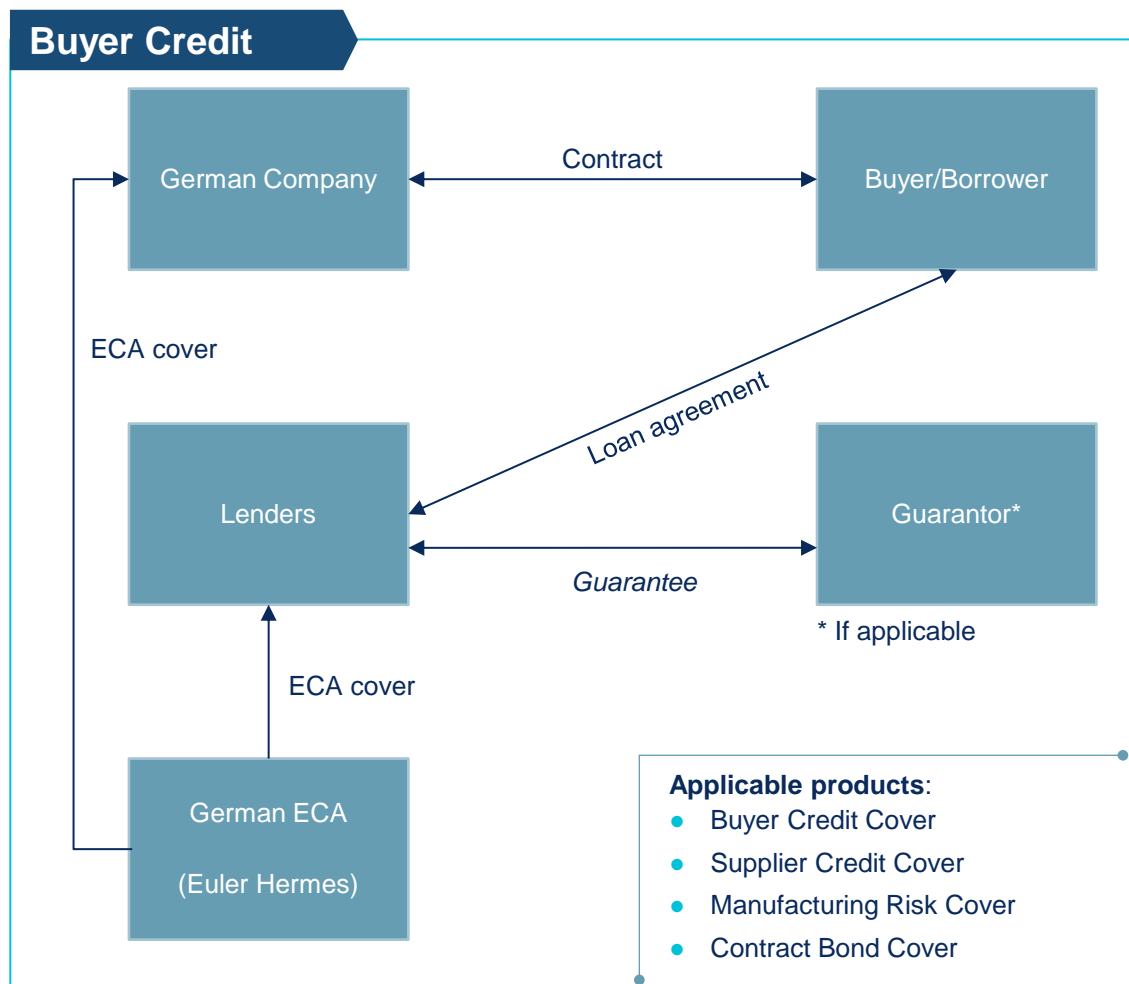 Buyer Credit
German Company
Contract
Buyer/Borrower
ECA cover
Loan agreement
Lenders
Guarantor*
Guarantee
* If applicable
ECA cover
German ECA
(Euler Hermes)
Applicable products:
● Buyer Credit Cover
● Supplier Credit Cover
● Manufacturing Risk Cover
● Contract Bond Cover